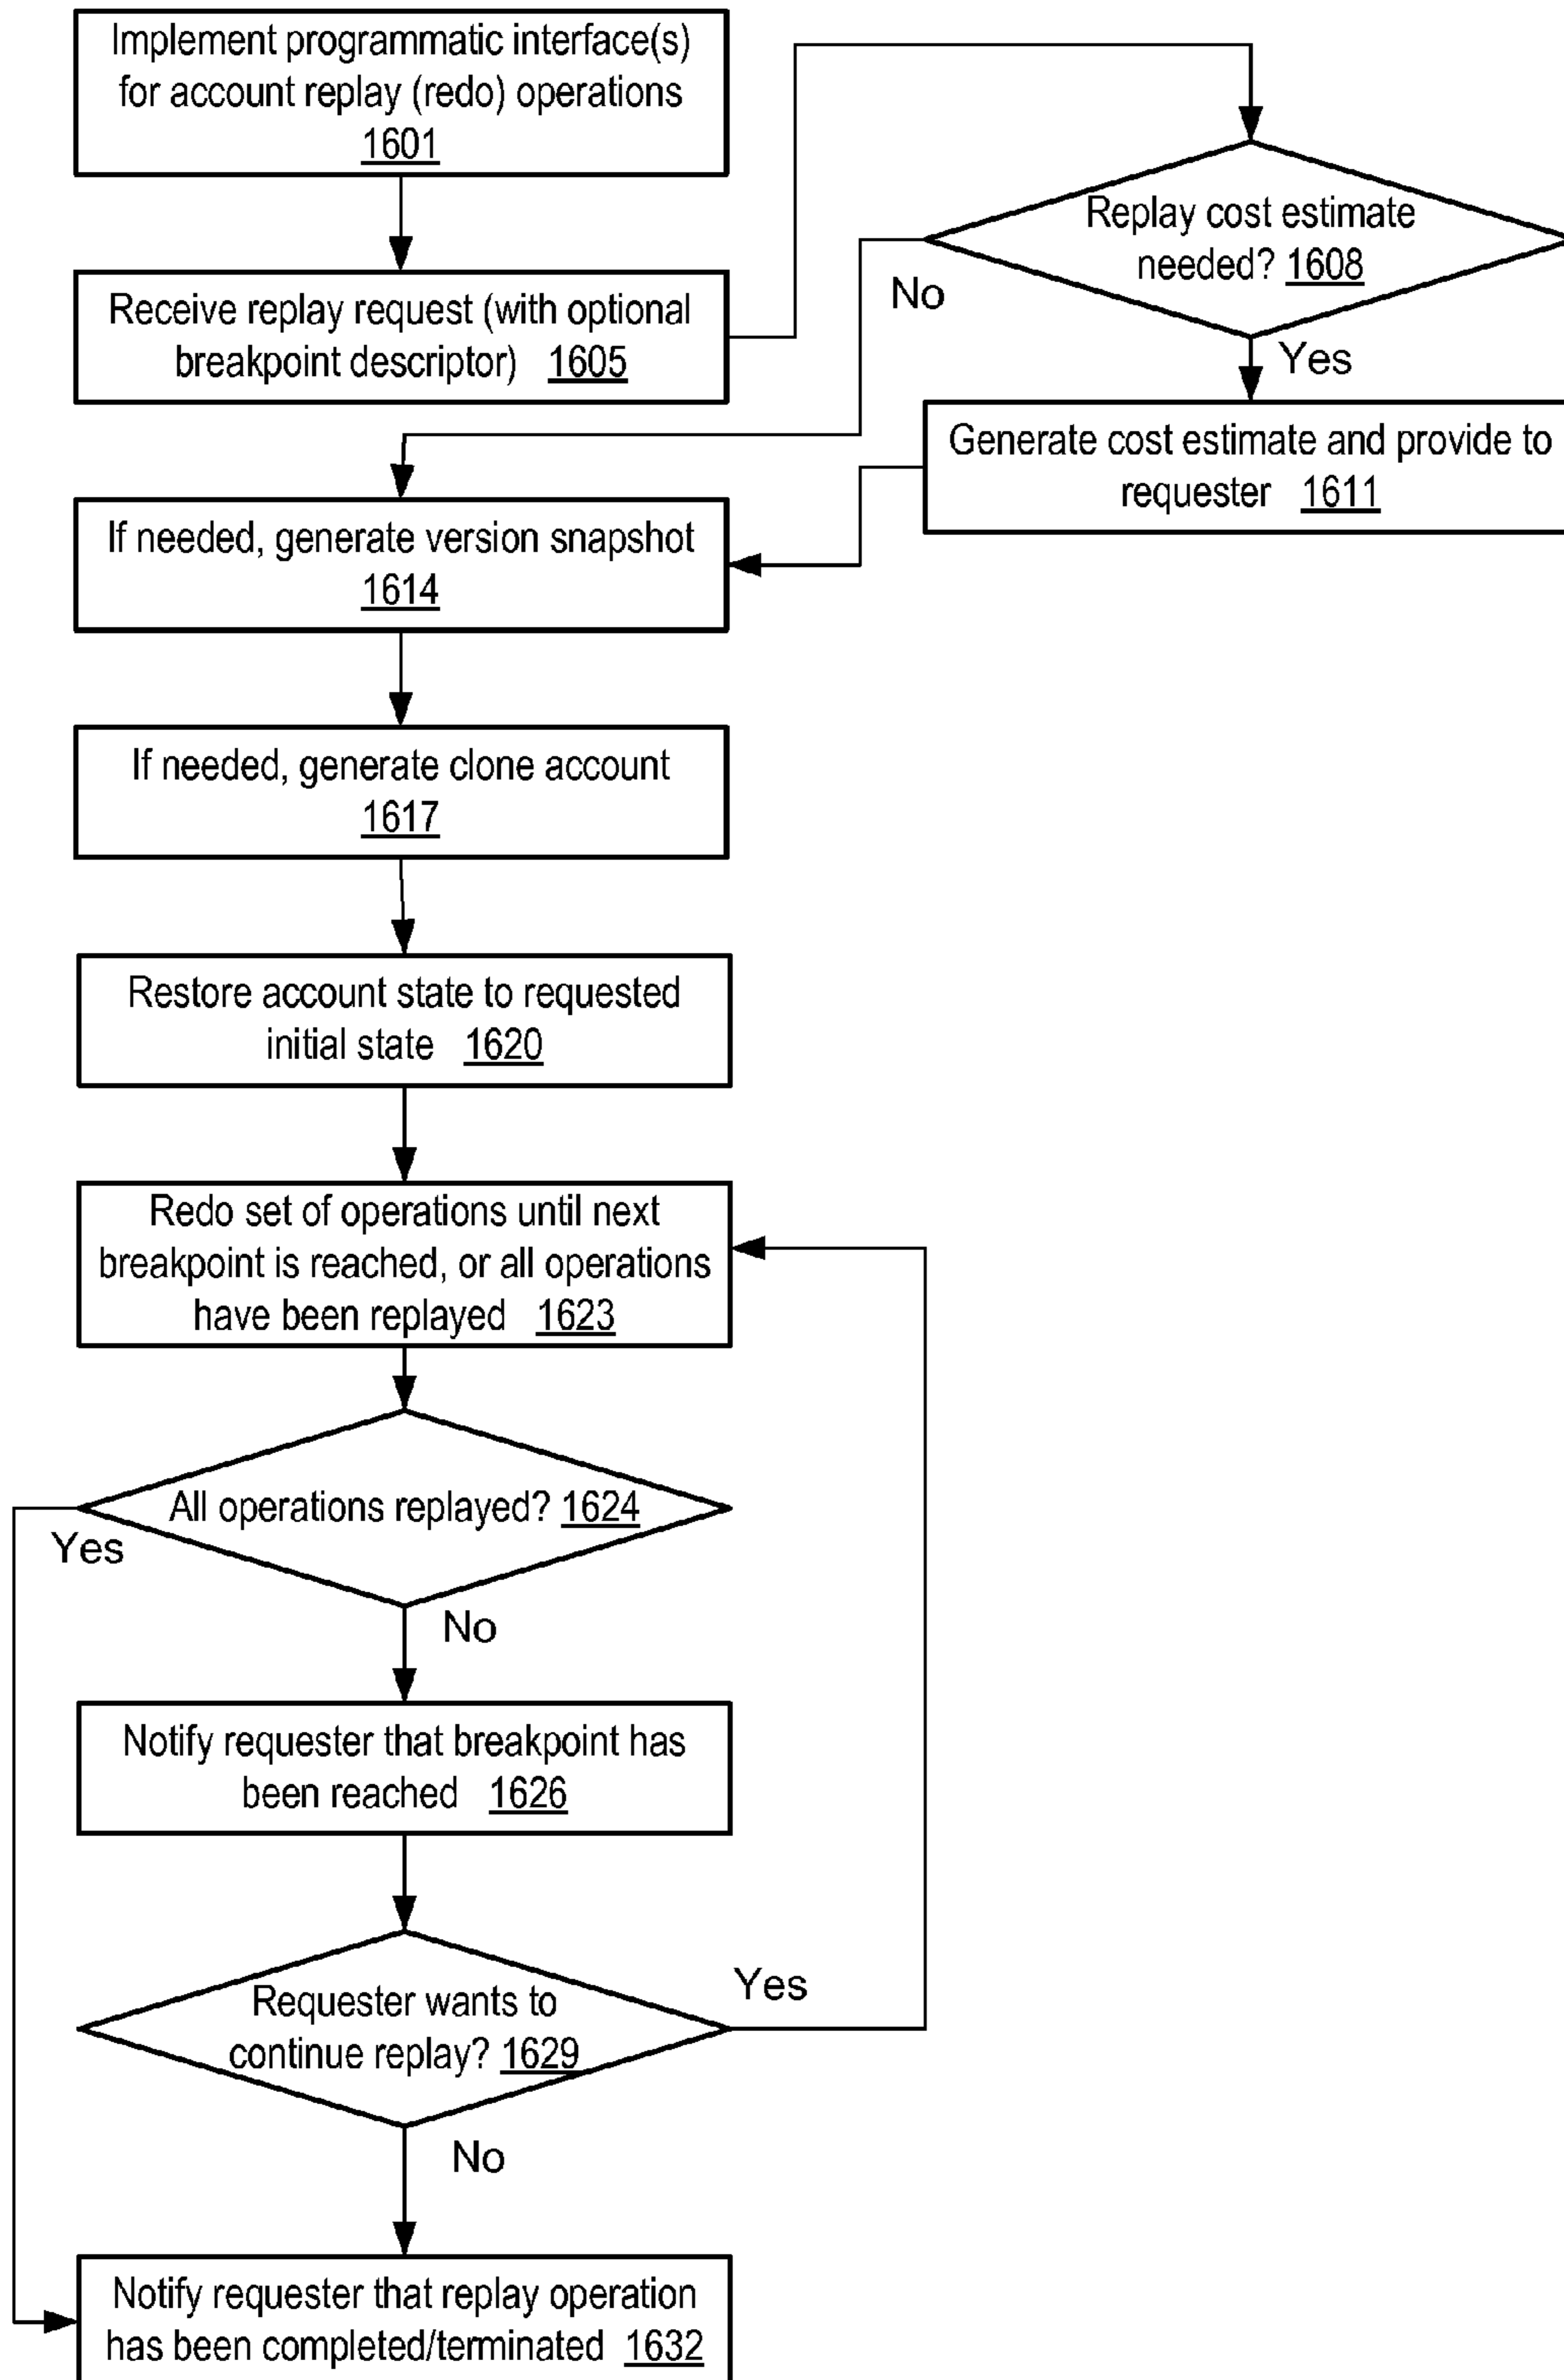 Implement programmatic interface(s)
for account replay (redo) operations
1601
Receive replay request (with optional
breakpoint descriptor) 1605
Replay cost estimate
needed? 1608
No
Yes
Generate cost estimate and provide to
requester 1611
If needed, generate version snapshot
1614
If needed, generate clone account
1617
Restore account state to requested
initial state 1620
Redo set of operations until next
breakpoint is reached, or all operations
have been replayed 1623
All operations replayed? 1624
Yes
No
Notify requester that breakpoint has
been reached 1626
Requester wants to
continue replay? 1629
Yes
No
Notify requester that replay operation
has been completed/terminated 1632